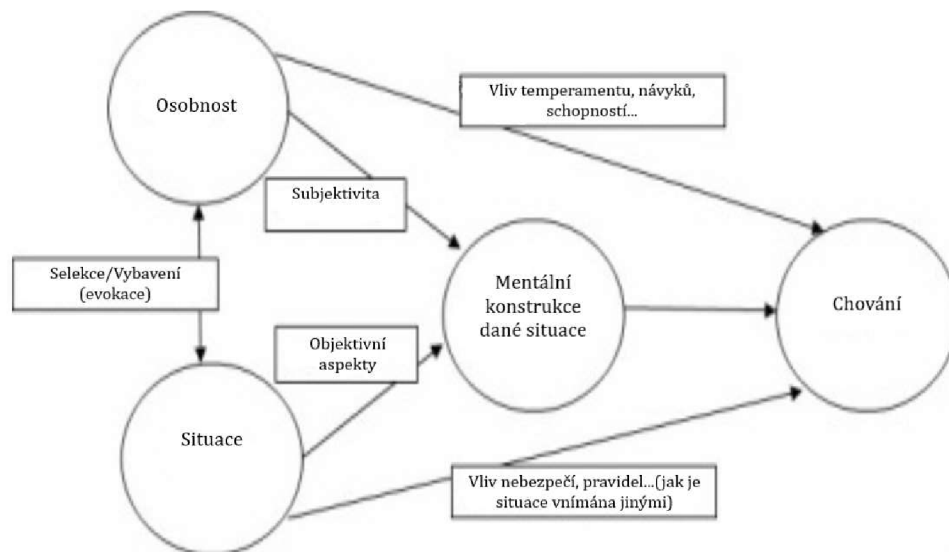 Osobnost
Vliv temperamentu, návyků,
schopností...
Subjektivita
Selekce/Vybavení
(evokace)
Mentální
konstrukce
dané situace
Chování
Objektivní
aspekty
Situace
Vliv nebezpečí, pravidel...(jak je
situace vnímána jinými)